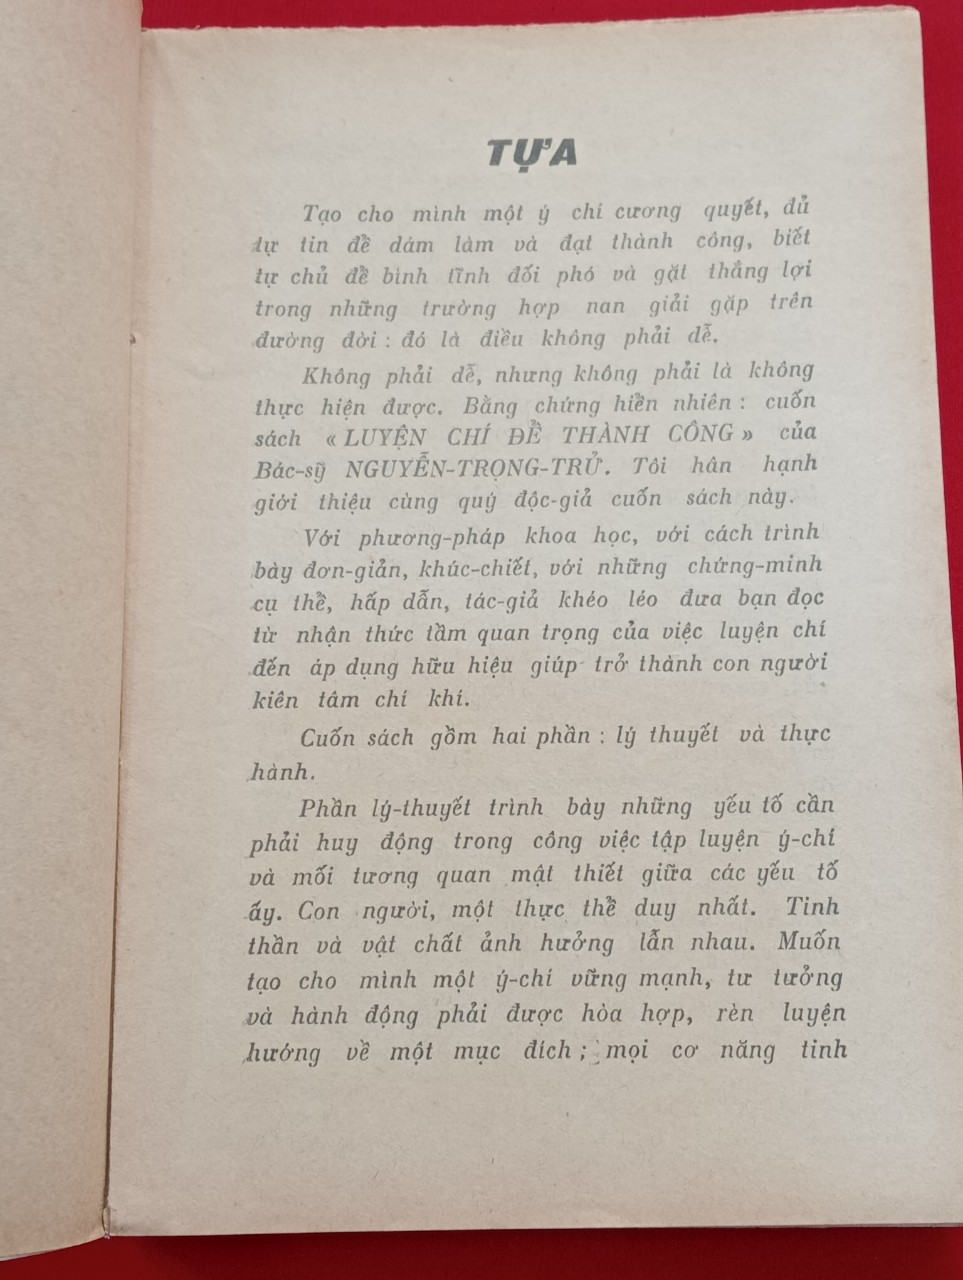 TỰA
Tạo cho mình một ý chí cương quyết, đủ
tự tin để dám làm và đạt thành công, biết
tự chủ để bình tĩnh đối phó và gặt thắng lợi
trong những trường hợp nan giải gặp trên
đường đời : đó là điều không phải dễ.
Không phải dễ, nhưng không phải là không
thực hiện được. Bằng chứng hiển nhiên : cuốn
sách « LUYỆN CHÍ ĐỂ THÀNH CÔNG » của
Bác-sỹ NGUYỄN-TRỌNG-TRỬ. Tôi hân hạnh
giới thiệu cùng quý độc-giả cuốn sách này.
Với phương-pháp khoa học, với cách trình
bày đơn-giản, khúc-chiết, với những chứng-minh
cụ thể, hấp dẫn, tác-giả khéo léo đưa bạn đọc
từ nhận thức tầm quan trọng của việc luyện chí
đến áp dụng hữu hiệu giúp trở thành con người
kiên tâm chí khí.
Cuốn sách gồm hai phần : lý thuyết và thực
hành.
Phần lý-thuyết trình bày những yếu tố cần
phải huy động trong công việc tập luyện ý-chí
và mối tương quan mật thiết giữa các yếu tố
ấy. Con người, một thực thể duy nhất. Tinh
thần và vật chất ảnh hưởng lẫn nhau. Muốn
tạo cho mình một ý-chí vững mạnh, tư tưởng
và hành động phải được hòa hợp, rèn luyện
hướng về một mục đích ; mọi cơ năng tinh